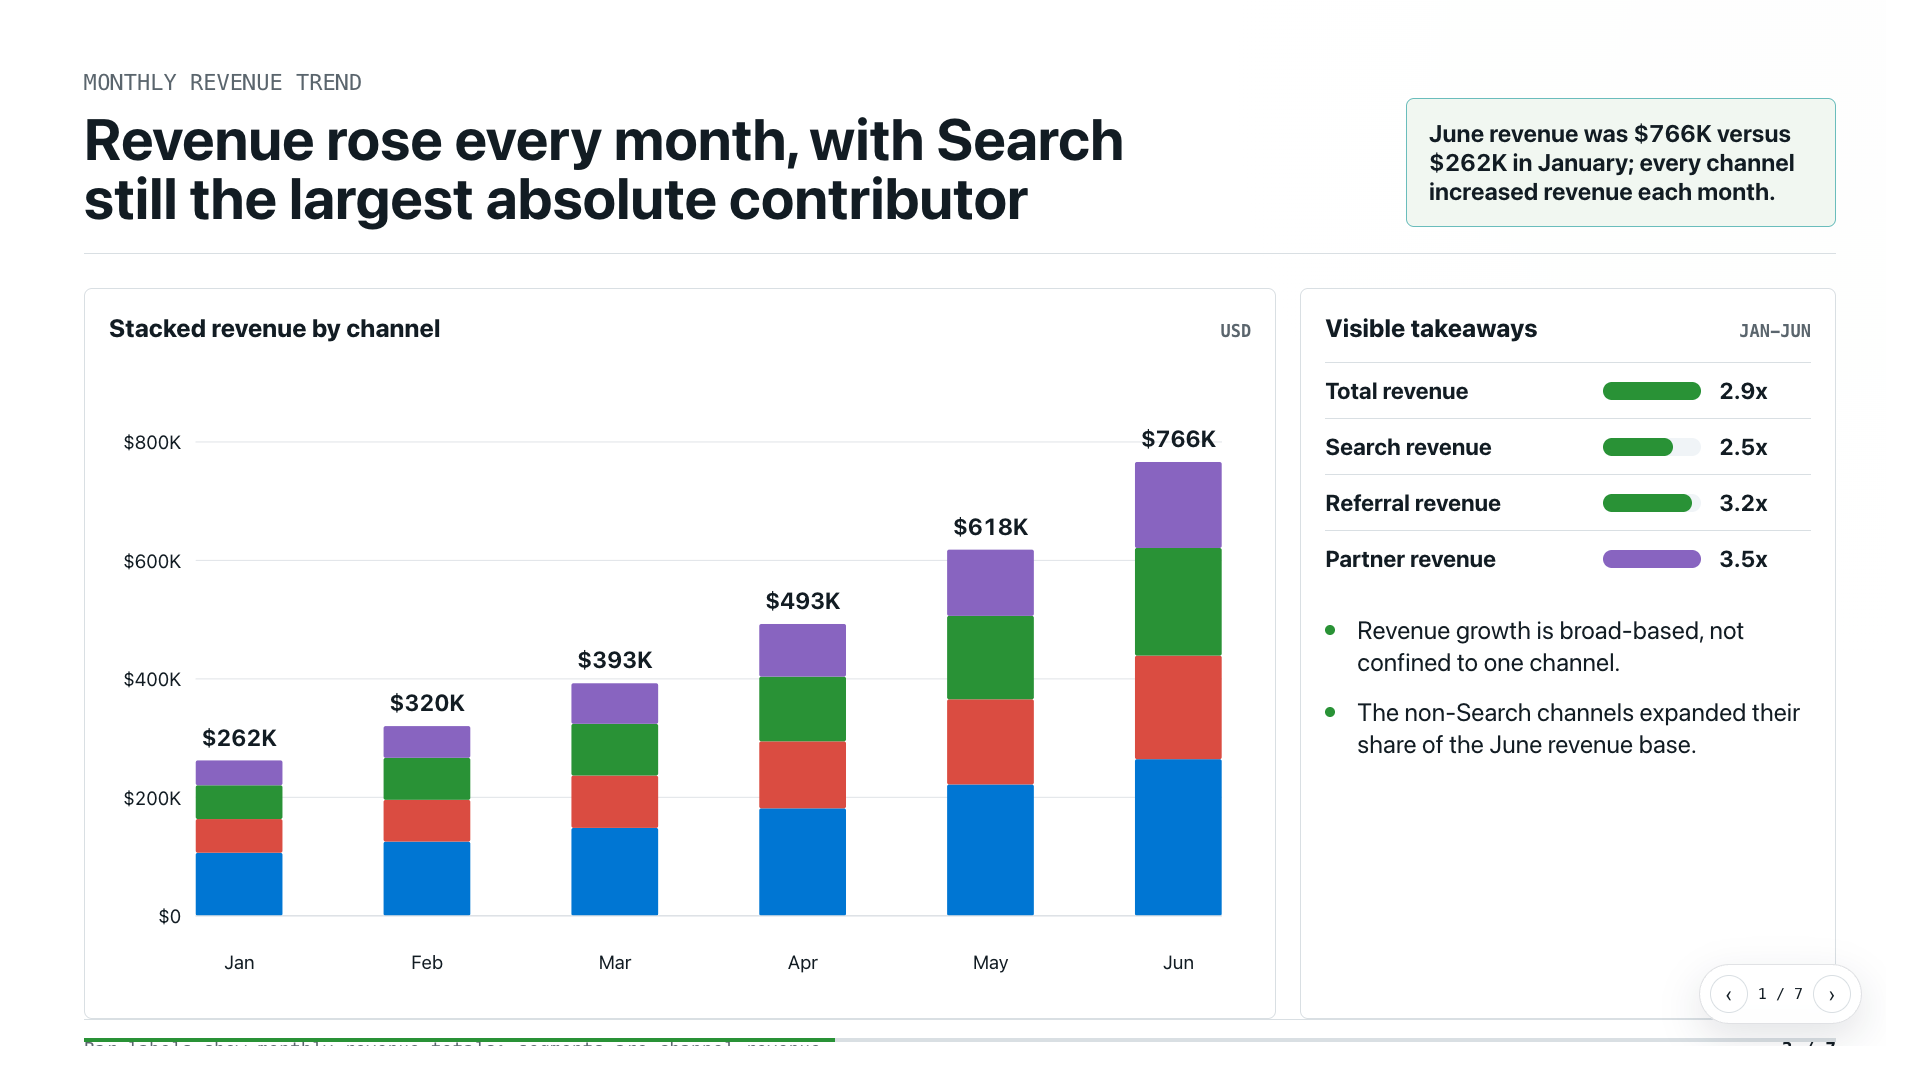 MONTHLY REVENUE TREND
Revenue rose every month, with Search
still the largest absolute contributor
June revenue was $766K versus
$262K in January; every channel
increased revenue each month.
Stacked revenue by channel
USD
$800K
$600K
$400K
$200K
$0
$262K
$320K
$393K
$493K
$618K
$766K
Jan
Feb
Mar
Apr
May
Jun
Visible takeaways
JAN–JUN
Total revenue
2.9x
Search revenue
2.5x
Referral revenue
3.2x
Partner revenue
3.5x
Revenue growth is broad-based, not
confined to one channel.
The non-Search channels expanded their
share of the June revenue base.
‹ 1 / 7 ›